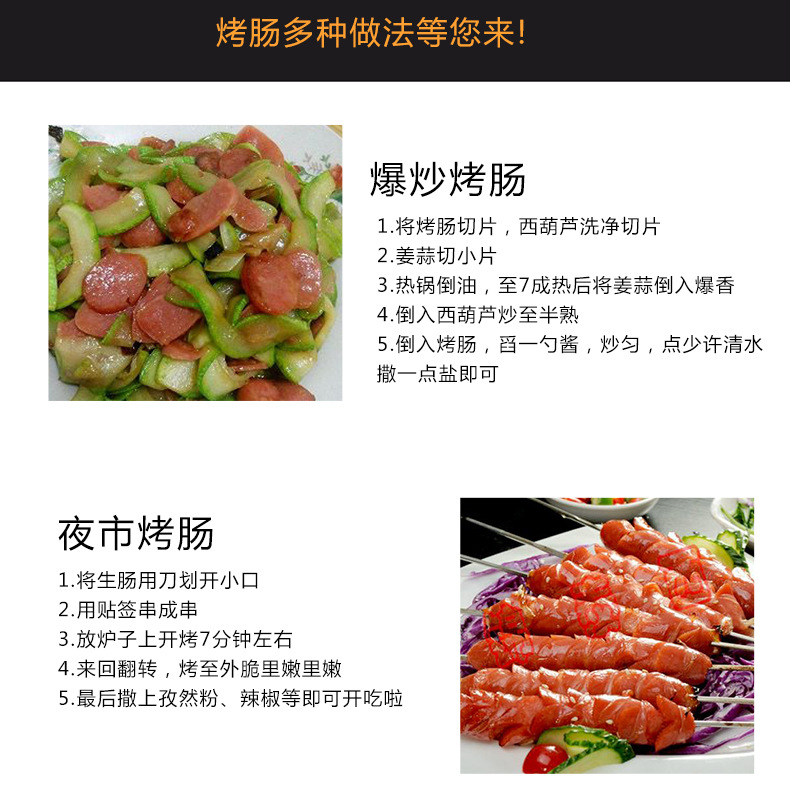 烤肠多种做法等您来!
爆炒烤肠
1.将烤肠切片，西葫芦洗净切片
2.姜蒜切小片
3.热锅倒油，至7成热后将姜蒜倒入爆香
4.倒入西葫芦炒至半熟
5.倒入烤肠，舀一勺酱，炒匀，点少许清水
撒一点盐即可
夜市烤肠
1.将生肠用刀划开小口
2.用贴签串成串
3.放炉子上开烤7分钟左右
4.来回翻转，烤至外脆里嫩里嫩
5.最后撒上孜然粉、辣椒等即可开吃啦